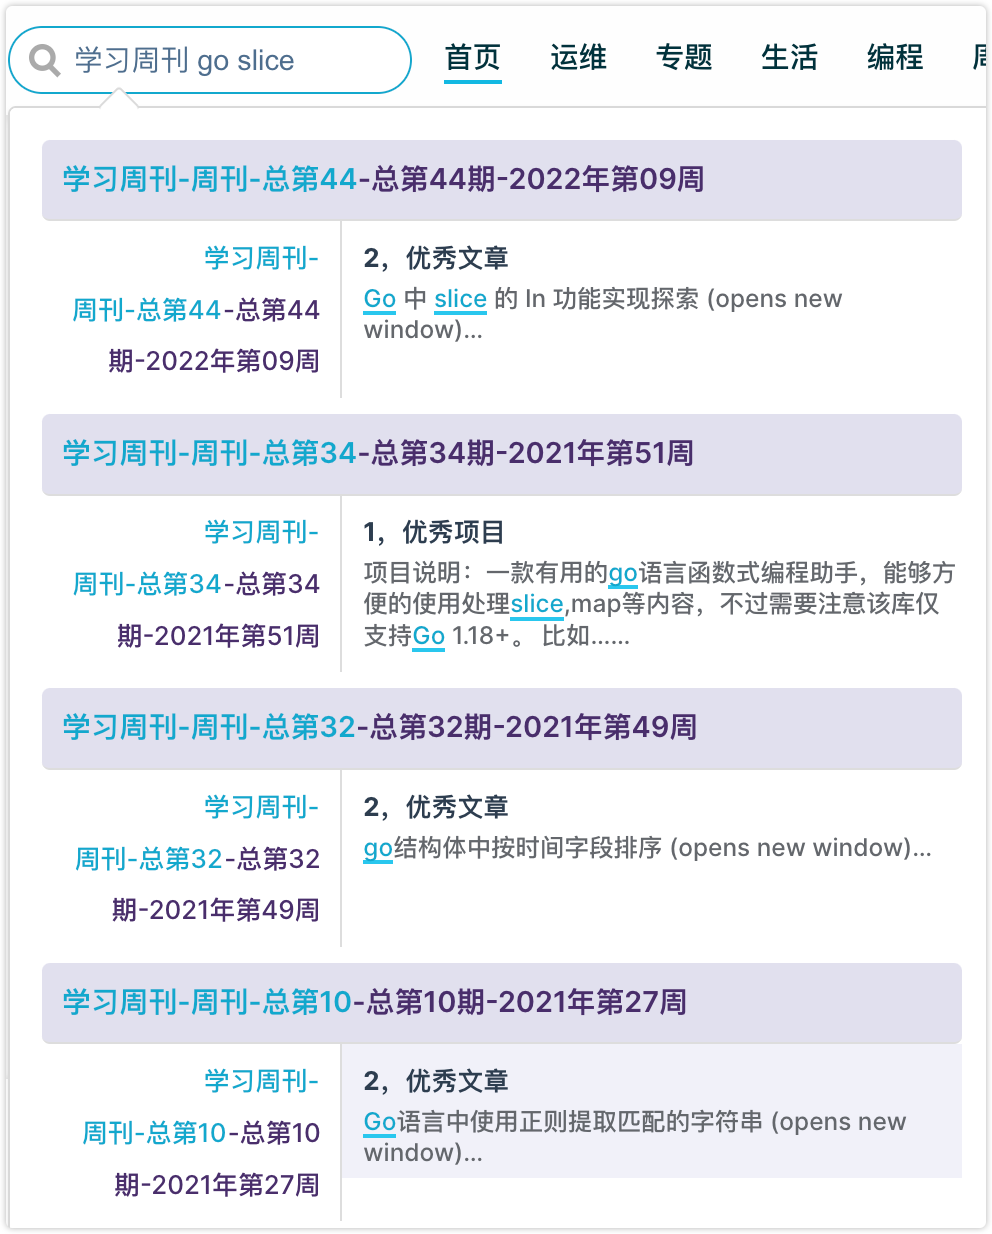 学习周刊 go slice
首页 运维 专题 生活 编程
学习周刊-周刊-总第44-总第44期-2022年第09周
学习周刊-
周刊-总第44-总第44
期-2022年第09周
2，优秀文章
Go 中 slice 的 In 功能实现探索 (opens new
window)...
学习周刊-周刊-总第34-总第34期-2021年第51周
学习周刊-
周刊-总第34-总第34
期-2021年第51周
1，优秀项目
项目说明：一款有用的go语言函数式编程助手，能够方
便的使用处理slice,map等内容，不过需要注意该库仅
支持Go 1.18+。 比如......
学习周刊-周刊-总第32-总第32期-2021年第49周
学习周刊-
周刊-总第32-总第32
期-2021年第49周
2，优秀文章
go结构体中按时间字段排序 (opens new window)...
学习周刊-周刊-总第10-总第10期-2021年第27周
学习周刊-
周刊-总第10-总第10
期-2021年第27周
2，优秀文章
Go语言中使用正则提取匹配的字符串 (opens new
window)...